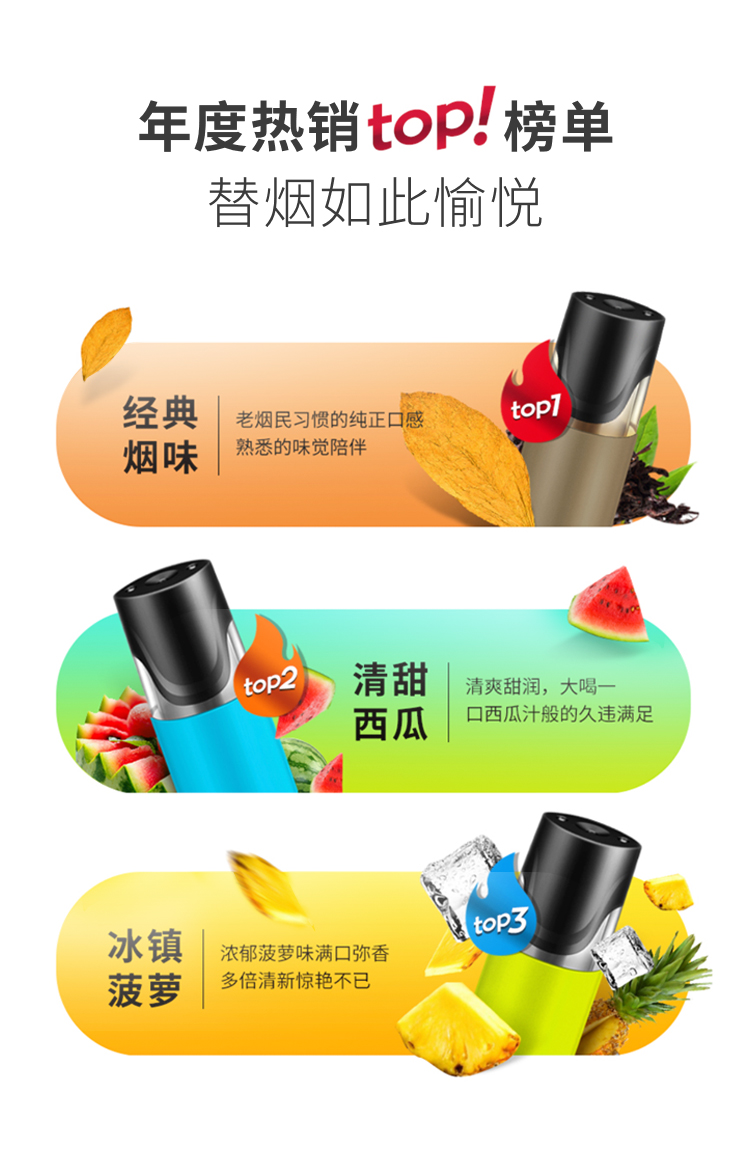 年度热销top!榜单
替烟如此愉悦
经典
烟味
老烟民习惯的纯正口感
熟悉的味觉陪伴
top1
top2
清甜
西瓜
清爽甜润，大喝一
口西瓜汁般的久违满足
冰镇
菠萝
浓郁菠萝味满口弥香
多倍清新惊艳不已
top3